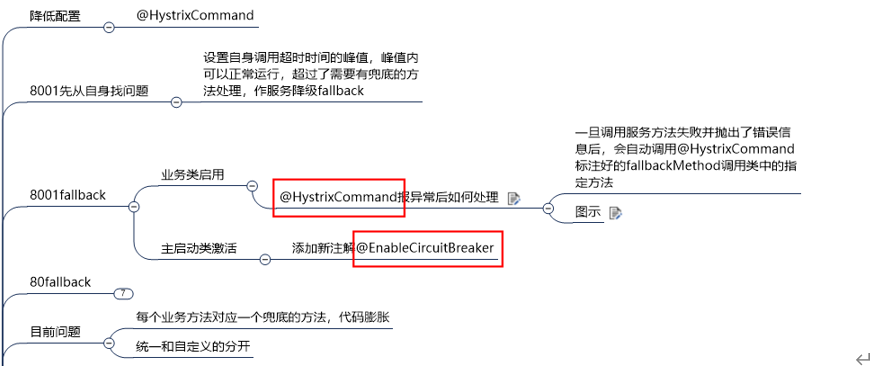 降低配置
@HystrixCommand
8001先从自身找问题
设置自身调用超时时间的峰值，峰值内
可以正常运行，超过了需要有兜底的方
法处理，作服务降级fallback
8001fallback
业务类启用
@HystrixCommand报异常后如何处理
一旦调用服务方法失败并抛出了错误信
息后，会自动调用@HystrixCommand
标注好的fallbackMethod调用类中的指
定方法
图示
主启动类激活
添加新注解@EnableCircuitBreaker
80fallback
7
目前问题
每个业务方法对应一个兜底的方法，代码膨胀
统一和自定义的分开